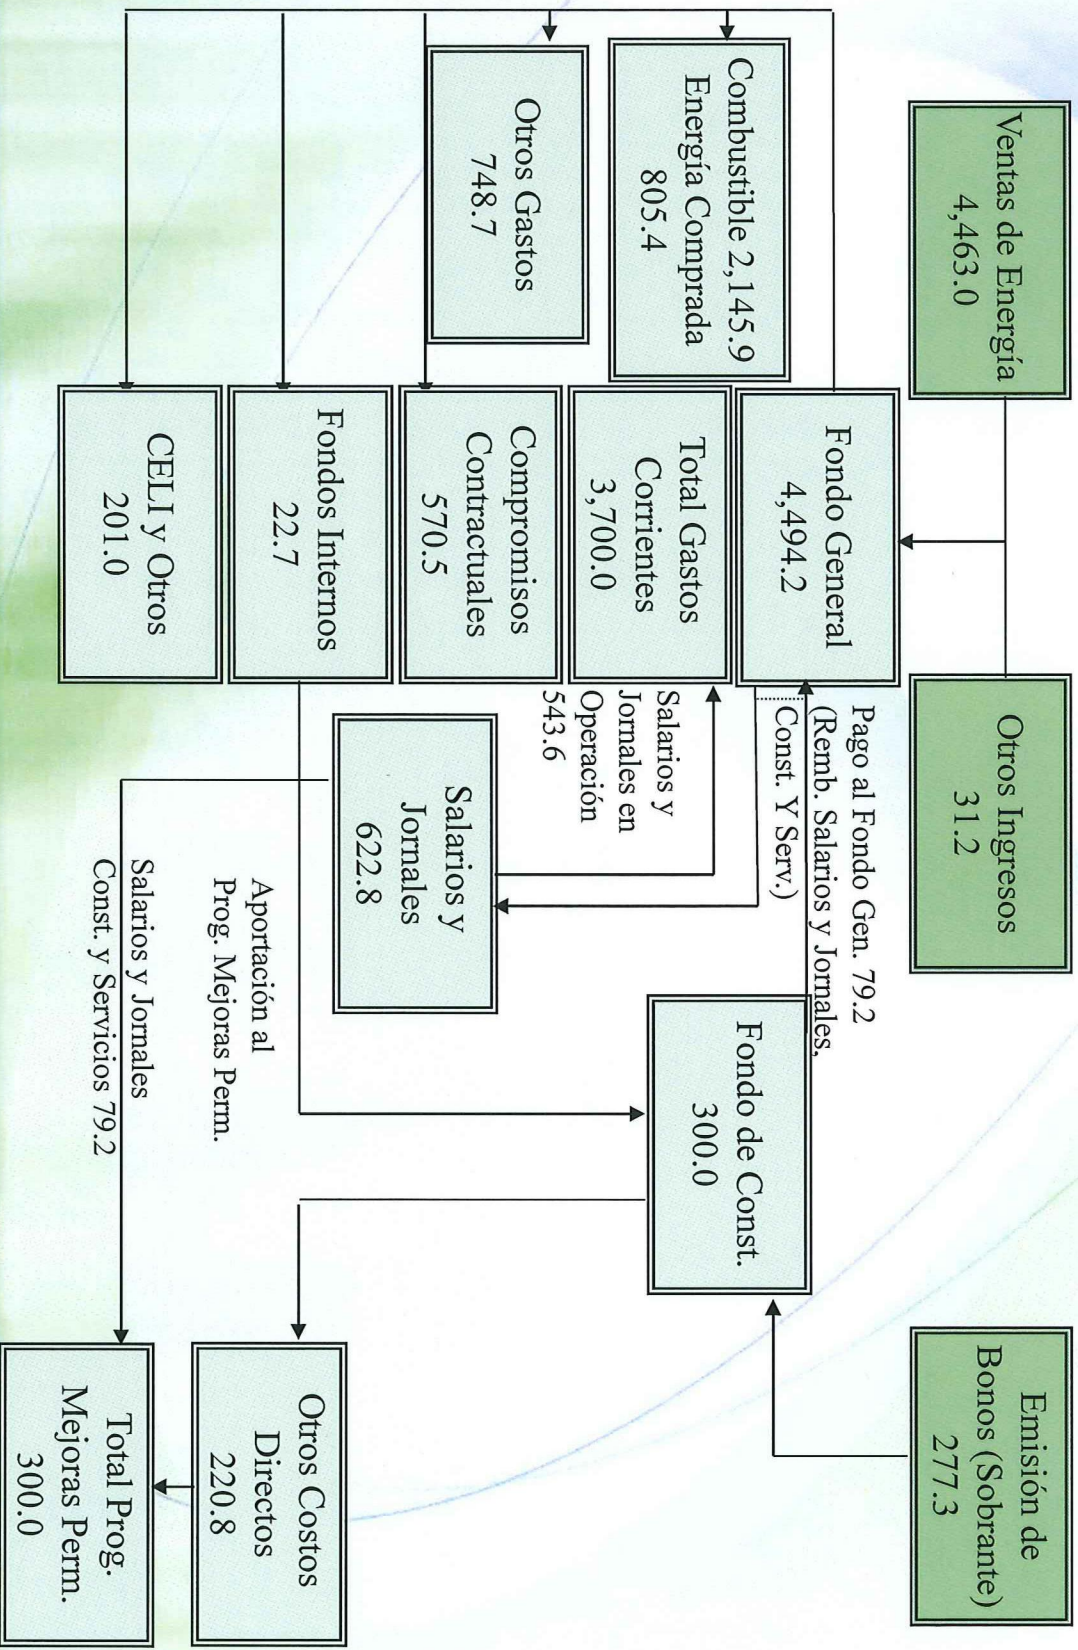 Ventas de Energía
4,463.0
Otros Ingresos
31.2
Emisión de
Bonos (Sobrante)
277.3
Fondo General
4,494.2
Pago al Fondo Gen. 79.2
(Remb. Salarios y Jornales,
Const. Y Serv.)
Fondo de Const.
300.0
Combustible 2,145.9
Energía Comprada
805.4
Total Gastos
Corrientes
3,700.0
Salarios y
Jornales en
Operación
543.6
Otros Gastos
748.7
Compromisos
Contractuales
570.5
Salarios y
Jornales
622.8
Fondos Internos
22.7
Aportación al
Prog. Mejoras Perm.
Otros Costos
Directos
220.8
CELI y Otros
201.0
Salarios y Jornales
Const. y Servicios 79.2
Total Prog.
Mejoras Perm.
300.0